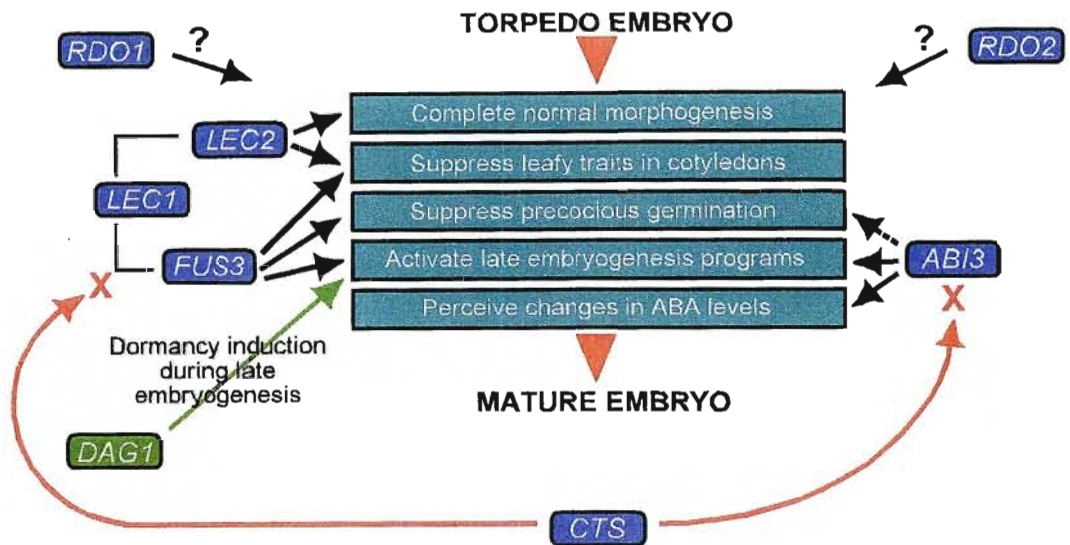 TORPEDO EMBRYO
RDO1
?
?
RDO2
Complete normal morphogenesis
LEC2
Suppress leafy traits in cotyledons
LEC1
Suppress precocious germination
FUS3
Activate late embryogenesis programs
ABI3
X
X
Perceive changes in ABA levels
Dormancy induction
during late
embryogenesis
MATURE EMBRYO
DAG1
CTS